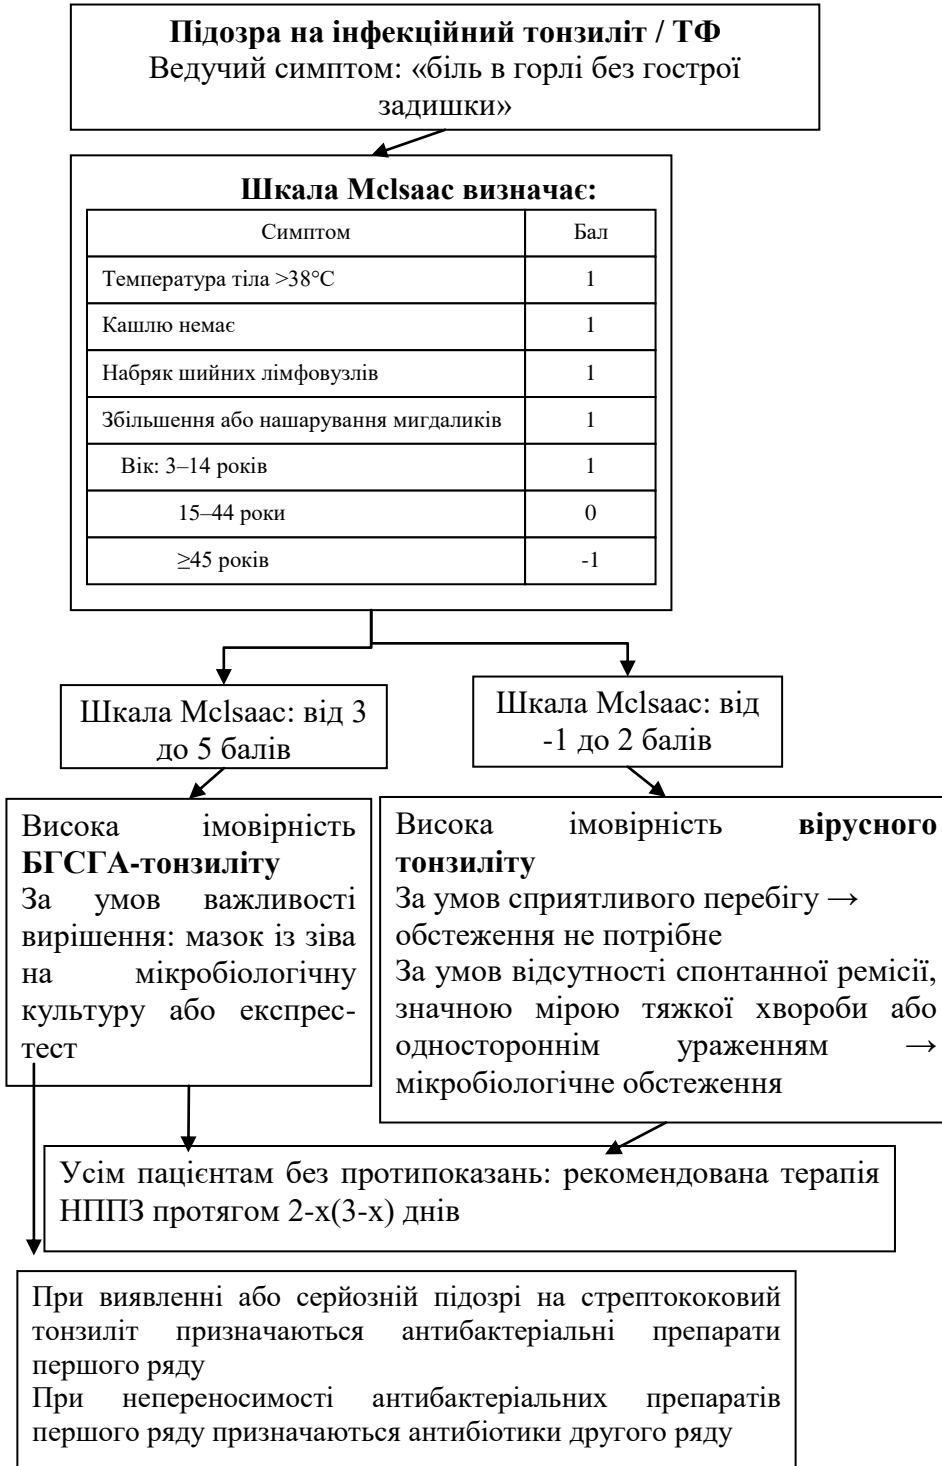 Підозра на інфекційний тонзиліт / ТФ
Ведучий симптом: «біль в горлі без гострої
задишки»
Шкала Mclsaac визначає:
Симптом Бал
Температура тіла >38°С 1
Кашлю немає 1
Набряк шийних лімфовузлів 1
Збільшення або нашарування мигдаликів 1
Вік: 3–14 років 1
15–44 роки 0
≥45 років -1
Шкала Mclsaac: від 3
до 5 балів
Шкала Mclsaac: від
-1 до 2 балів
Висока імовірність
БГСГА-тонзиліту
За умов важливості
вирішення: мазок із зіва
на мікробіологічну
культуру або експрес-
тест
Висока імовірність вірусного
тонзиліту
За умов сприятливого перебігу →
обстеження не потрібне
За умов відсутності спонтанної ремісії,
значною мірою тяжкої хвороби або
одностороннім ураженням →
мікробіологічне обстеження
Усім пацієнтам без протипоказань: рекомендована терапія
НППЗ протягом 2-х(3-х) днів
При виявленні або серйозній підозрі на стрептококовий
тонзиліт призначаються антибактеріальні препарати
першого ряду
При непереносимості антибактеріальних препаратів
першого ряду призначаються антибіотики другого ряду